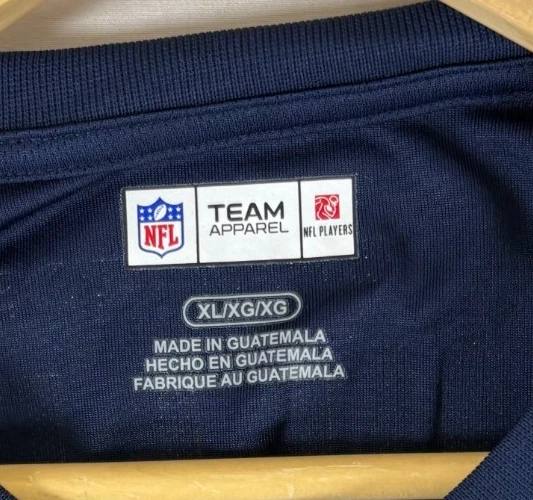 NFL
TEAM
APPAREL
NFL PLAYERS
XL/XG/XG
MADE IN GUATEMALA
HECHO EN GUATEMALA
FABRIQUE AU GUATEMALA